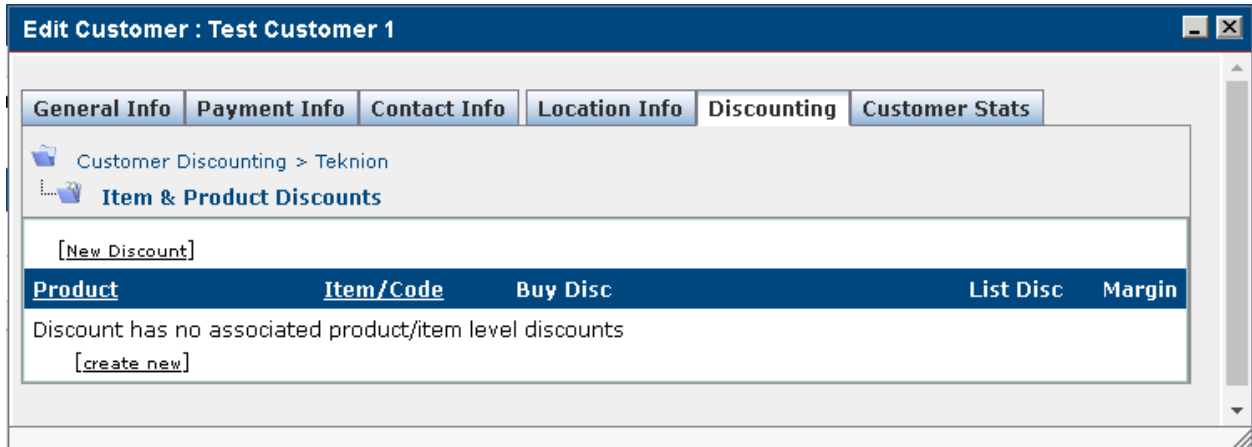 Edit Customer : Test Customer 1
General Info Payment Info Contact Info Location Info Discounting Customer Stats
Customer Discounting > Teknion
Item & Product Discounts
[New Discount]
Product Item/Code Buy Disc List Disc Margin
Discount has no associated product/item level discounts
[create new]